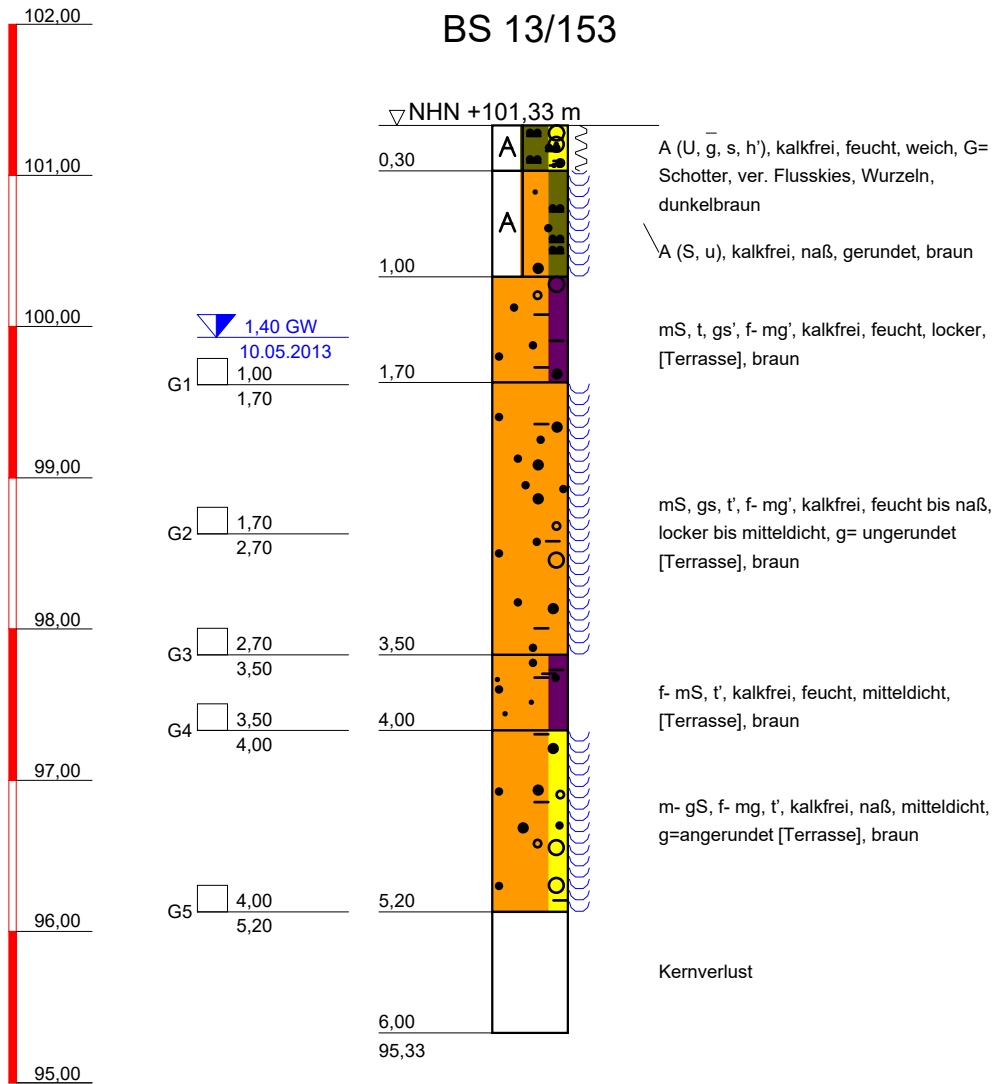 BS 13/153
102,00
101,00
100,00
99,00
98,00
97,00
96,00
95,00
1,40 GW
10.05.2013
G1
1,00
1,70
G2
1,70
2,70
G3
2,70
3,50
G4
3,50
4,00
G5
4,00
5,20
NHN +101,33 m
0,30
1,00
1,70
3,50
4,00
5,20
6,00
95,33
A
A
A (U, g̅, s, h'), kalkfrei, feucht, weich, G=
Schotter, ver. Flusskies, Wurzeln,
dunkelbraun
A (S, u), kalkfrei, naß, gerundet, braun
mS, t, gs', f- mg', kalkfrei, feucht, locker,
[Terrasse], braun
mS, gs, t', f- mg', kalkfrei, feucht bis naß,
locker bis mitteldicht, g= ungerundet
[Terrasse], braun
f- mS, t', kalkfrei, feucht, mitteldicht,
[Terrasse], braun
m- gS, f- mg, t', kalkfrei, naß, mitteldicht,
g=angerundet [Terrasse], braun
Kernverlust